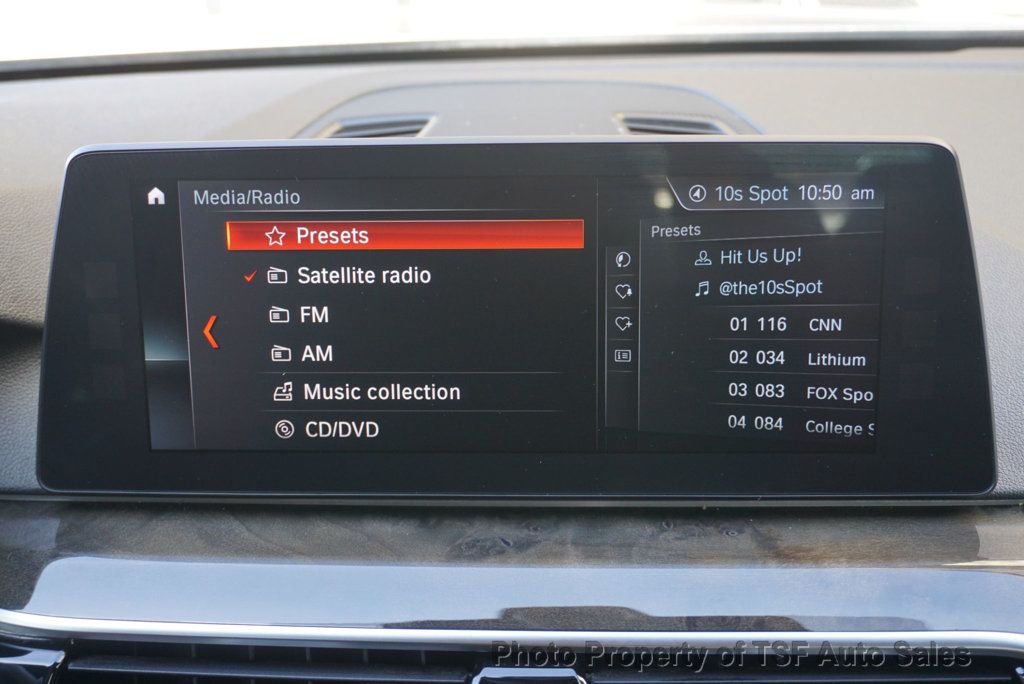 Media/Radio
10s Spot 10:50 am
Presets
Satellite radio
FM
AM
Music collection
CD/DVD
Presets
Hit Us Up!
@the10sSpot
01 116 CNN
02 034 Lithium
03 083 FOX Spo
04 084 College S
Photo Property of TSF Auto Sales